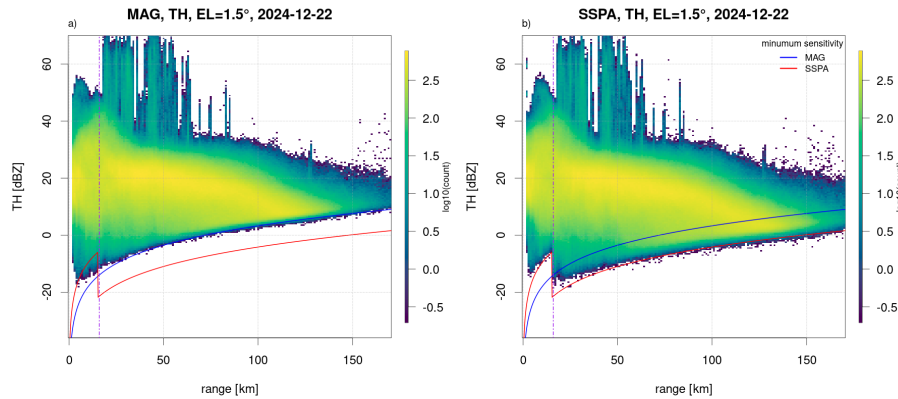 MAG, TH, EL=1.5°, 2024-12-22
a)
TH [dBZ]
60
40
20
0
-20
0
50
100
150
range [km]
log10(count)
2.5
2.0
1.5
1.0
0.5
0.0
-0.5
SSPA, TH, EL=1.5°, 2024-12-22
b)
minumum sensitivity
MAG
SSPA
TH [dBZ]
60
40
20
0
-20
0
50
100
150
range [km]
2.5
2.0
1.5
1.0
0.5
0.0
-0.5